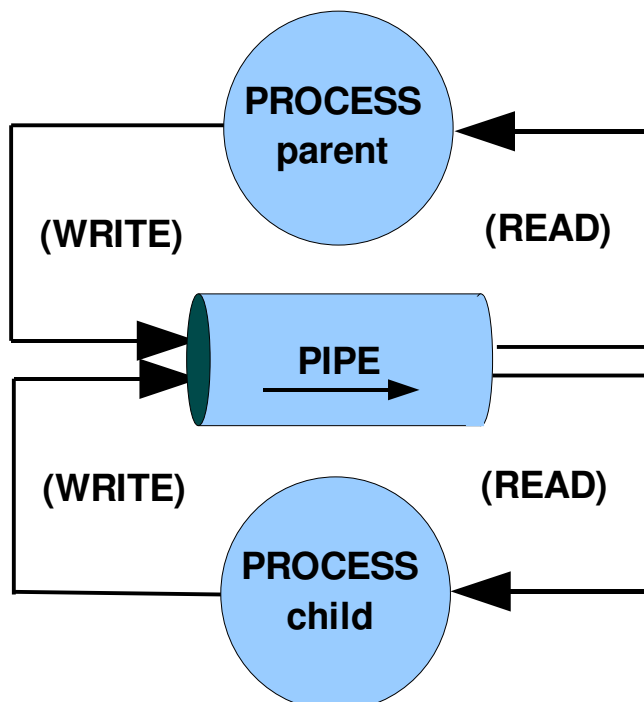 PROCESS
parent
(WRITE)
(READ)
PIPE
(WRITE)
(READ)
PROCESS
child